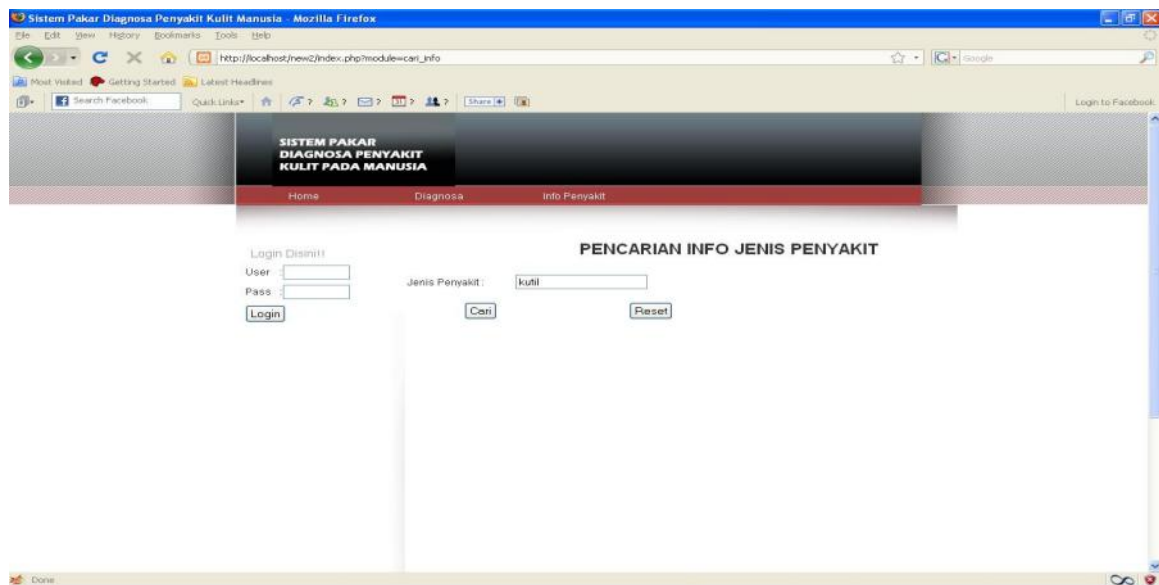 Sistem Pakar Diagnosa Penyakit Kulit Manusia - Mozilla Firefox
File Edit View History Bookmarks Tools Help
http://localhost/new2/index.php?module=cari_info
Google
Most Visited Getting Started Latest Headlines
Search Facebook Quick Links ? ? ? 31 ? ? Share Login to Facebook
SISTEM PAKAR
DIAGNOSA PENYAKIT
KULIT PADA MANUSIA
Home Diagnosa Info Penyakit
Login Disini!!
User :
Pass :
Login
PENCARIAN INFO JENIS PENYAKIT
Jenis Penyakit : kutil
Cari Reset
Done